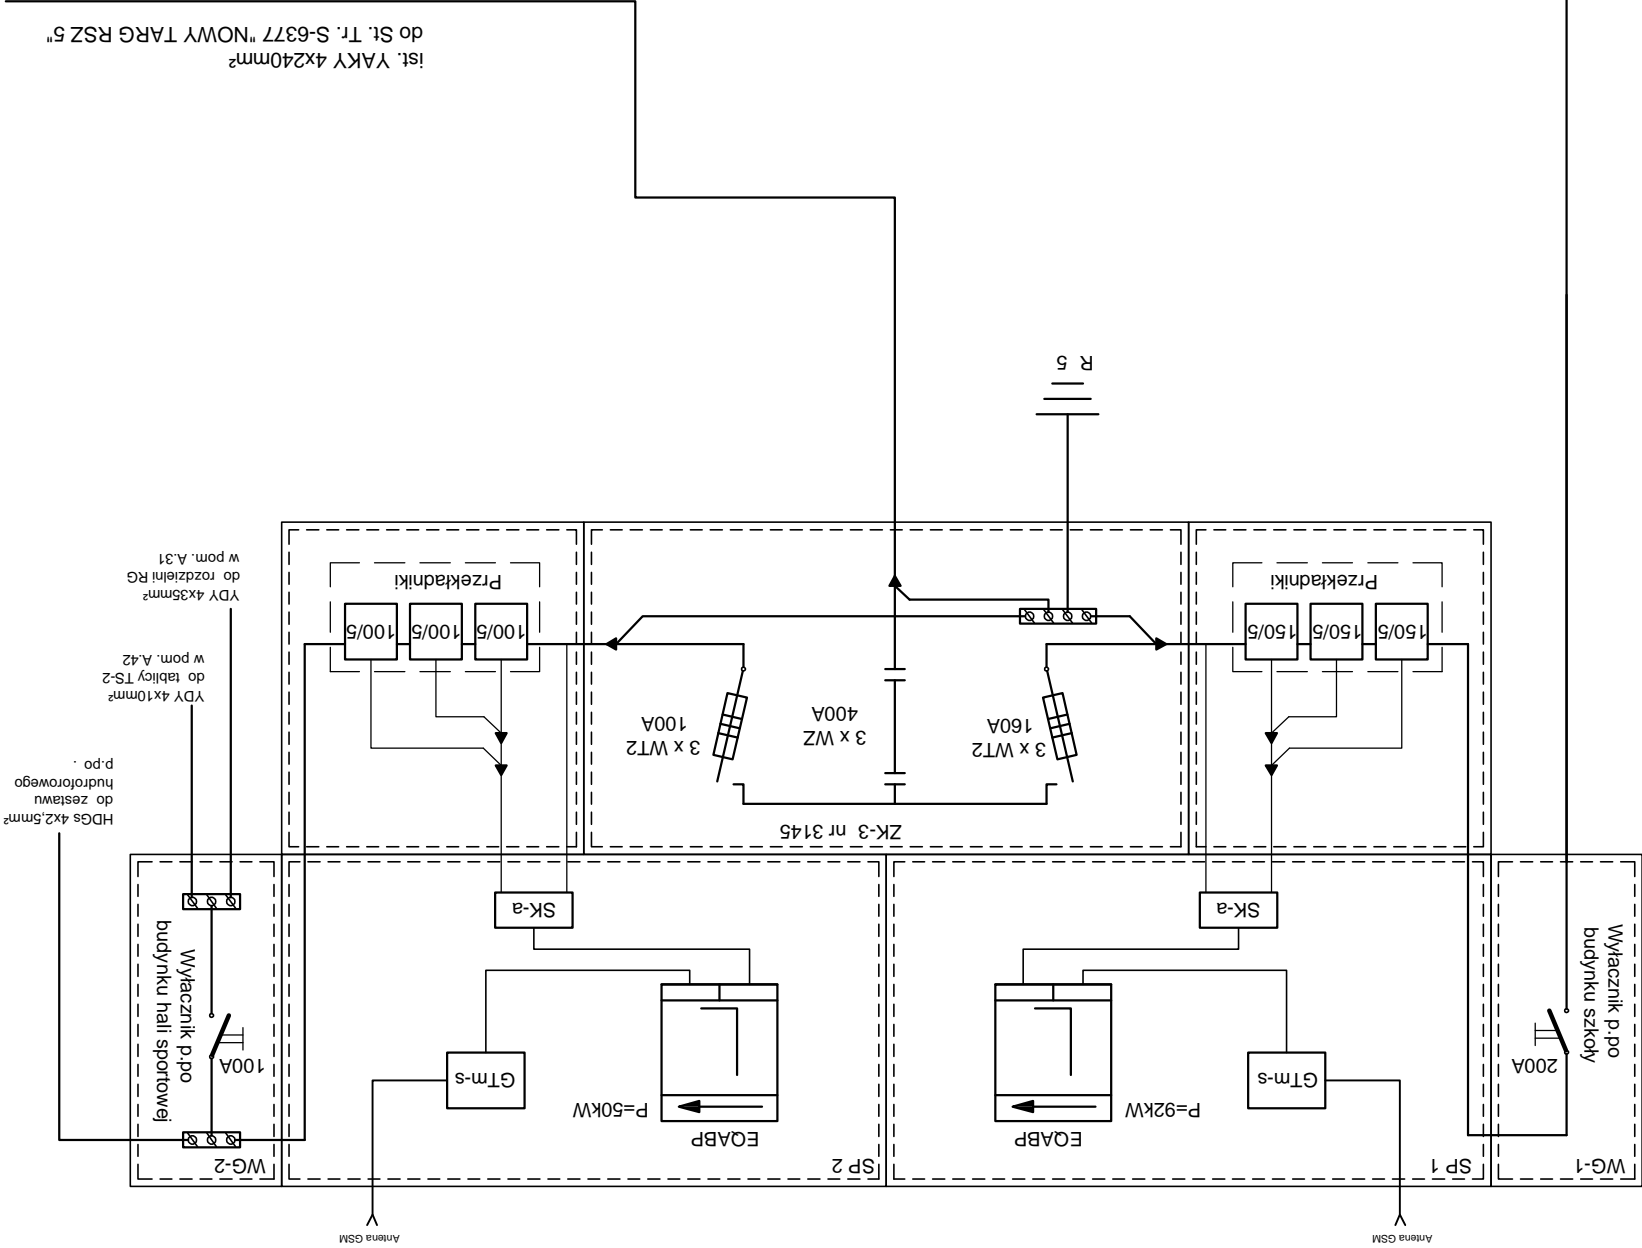 Antena GSM
Antena GSM
WG-1
SP 1
SP 2
WG-2
EQABP
EQABP
P=92kW
P=50kW
200A
Wyłacznik p.po
budynku szkoły
GTm-s
GTm-s
100A
Wyłacznik p.po
budynku hali sportowej
SK-a
SK-a
ZK-3 nr 3145
HDGs 4x2,5mm²
do zestawu
hudroforowego
p.po .
3 x WT2
160A
3 x WZ
400A
3 x WT2
100A
YDY 4x10mm²
do tablicy TS-2
w pom. A.42
150/5
150/5
150/5
100/5
100/5
100/5
Przekładniki
Przekładniki
YDY 4x35mm²
do rozdzielni RG
w pom. A.31
R 5
ist. YAKY 4x240mm²
do St. Tr. S-6377 "NOWY TARG RSZ 5"